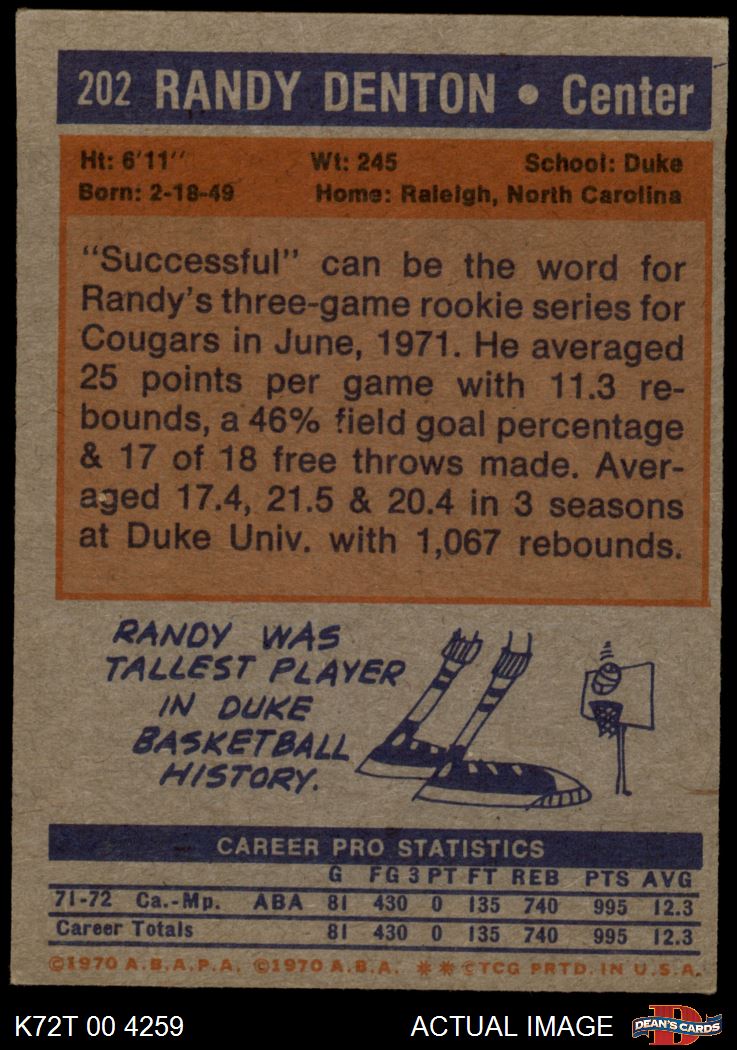 202 RANDY DENTON • Center
Ht: 6'11'' Wt: 245 School: Duke
Born: 2-18-49 Home: Raleigh, North Carolina
"Successful" can be the word for
Randy's three-game rookie series for
Cougars in June, 1971. He averaged
25 points per game with 11.3 re-
bounds, a 46% field goal percentage
& 17 of 18 free throws made. Aver-
aged 17.4, 21.5 & 20.4 in 3 seasons
at Duke Univ. with 1,067 rebounds.
RANDY WAS
TALLEST PLAYER
IN DUKE
BASKETBALL
HISTORY.
CAREER PRO STATISTICS
G FG 3 PT FT REB PTS AVG
71-72 Ca.-Mp. ABA 81 430 0 135 740 995 12.3
Career Totals 81 430 0 135 740 995 12.3
©1970 A.B.A.P.A. ©1970 A.B.A. ** ©TCG PRTD. IN U.S.A.
K72T 00 4259 ACTUAL IMAGE DEAN'S CARDS